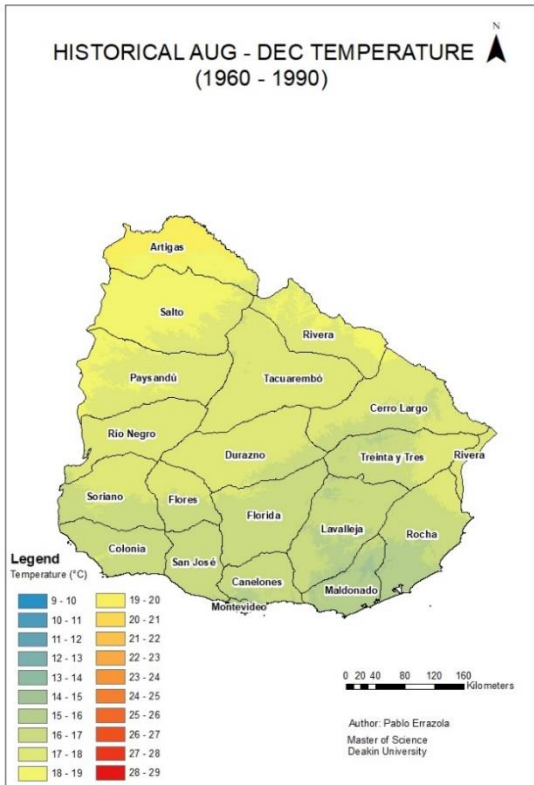 HISTORICAL AUG - DEC TEMPERATURE
(1960 - 1990)
N
Artigas
Salto
Rivera
Paysandú
Tacuarembó
Cerro Largo
Río Negro
Durazno
Treinta y Tres
Rivera
Soriano
Flores
Florida
Lavalleja
Rocha
Colonia
San José
Canelones
Maldonado
Montevideo
Legend
Temperature (°C)
9 - 10
10 - 11
11 - 12
12 - 13
13 - 14
14 - 15
15 - 16
16 - 17
17 - 18
18 - 19
19 - 20
20 - 21
21 - 22
22 - 23
23 - 24
24 - 25
25 - 26
26 - 27
27 - 28
28 - 29
0 20 40 80 120 160
Kilometers
Author: Pablo Errazola
Master of Science
Deakin University